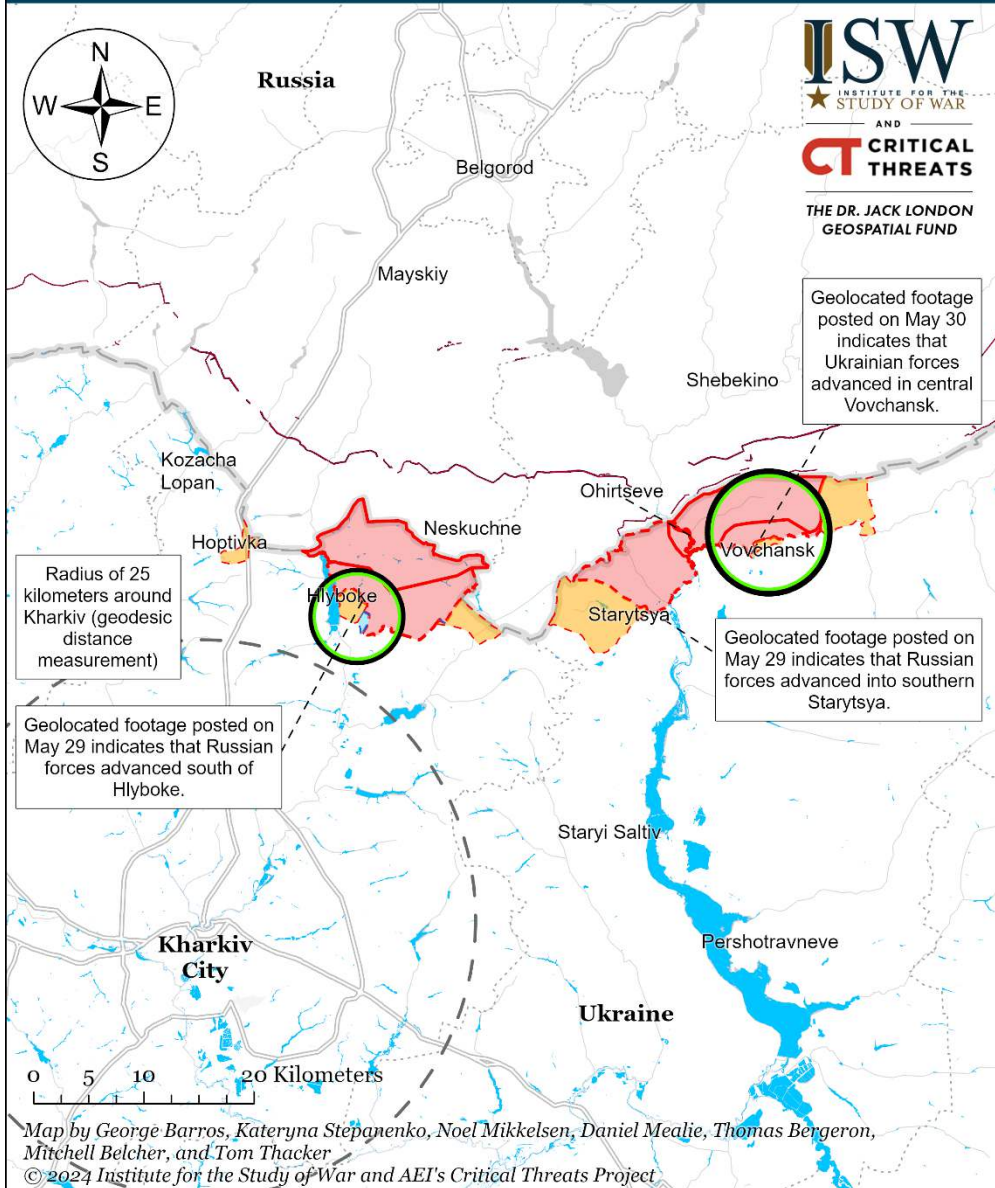 N
W
E
S
Russia
ISW
INSTITUTE FOR THE
STUDY OF WAR
AND
CT CRITICAL
THREATS
THE DR. JACK LONDON
GEOSPATIAL FUND
Belgorod
Mayskiy
Geolocated footage
posted on May 30
indicates that
Ukrainian forces
advanced in central
Vovchansk.
Shebekino
Kozacha
Lopan
Ohirtseve
Neskuchne
Hoptivka
Vovchansk
Radius of 25
kilometers around
Kharkiv (geodesic
distance
measurement)
Hlyboke
Starytsya
Geolocated footage posted on
May 29 indicates that Russian
forces advanced into southern
Starytsya.
Geolocated footage posted on
May 29 indicates that Russian
forces advanced south of
Hlyboke.
Staryi Saltiv
Kharkiv
City
Pershotravneve
Ukraine
0 5 10 20 Kilometers
Map by George Barros, Kateryna Stepanenko, Noel Mikkelsen, Daniel Mealie, Thomas Bergeron,
Mitchell Belcher, and Tom Thacker
© 2024 Institute for the Study of War and AEI's Critical Threats Project